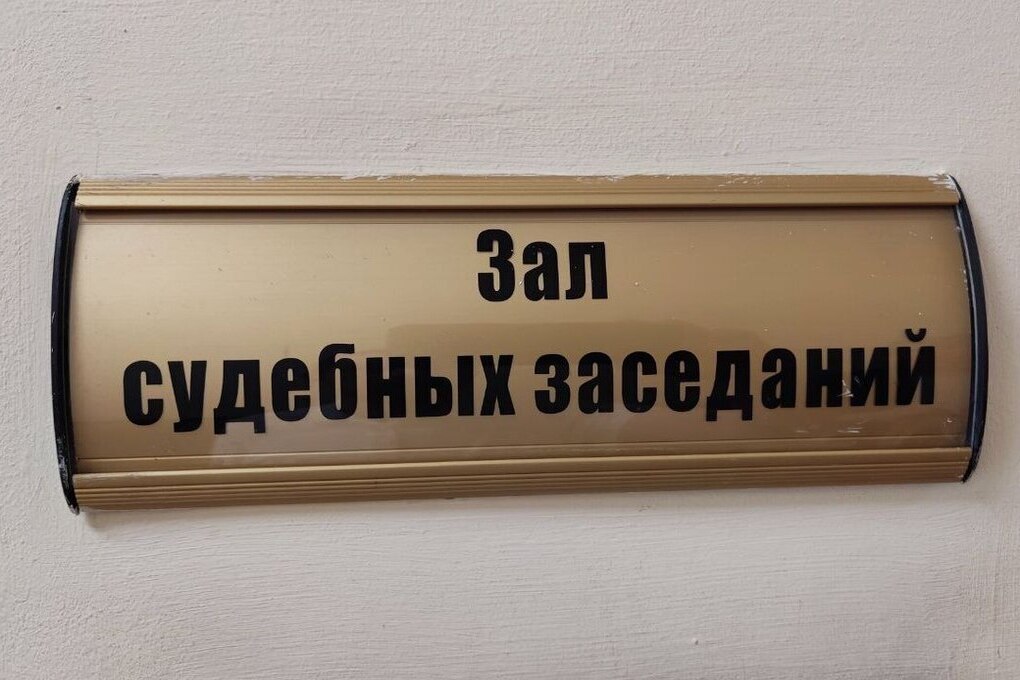 Зал
судебных заседаний